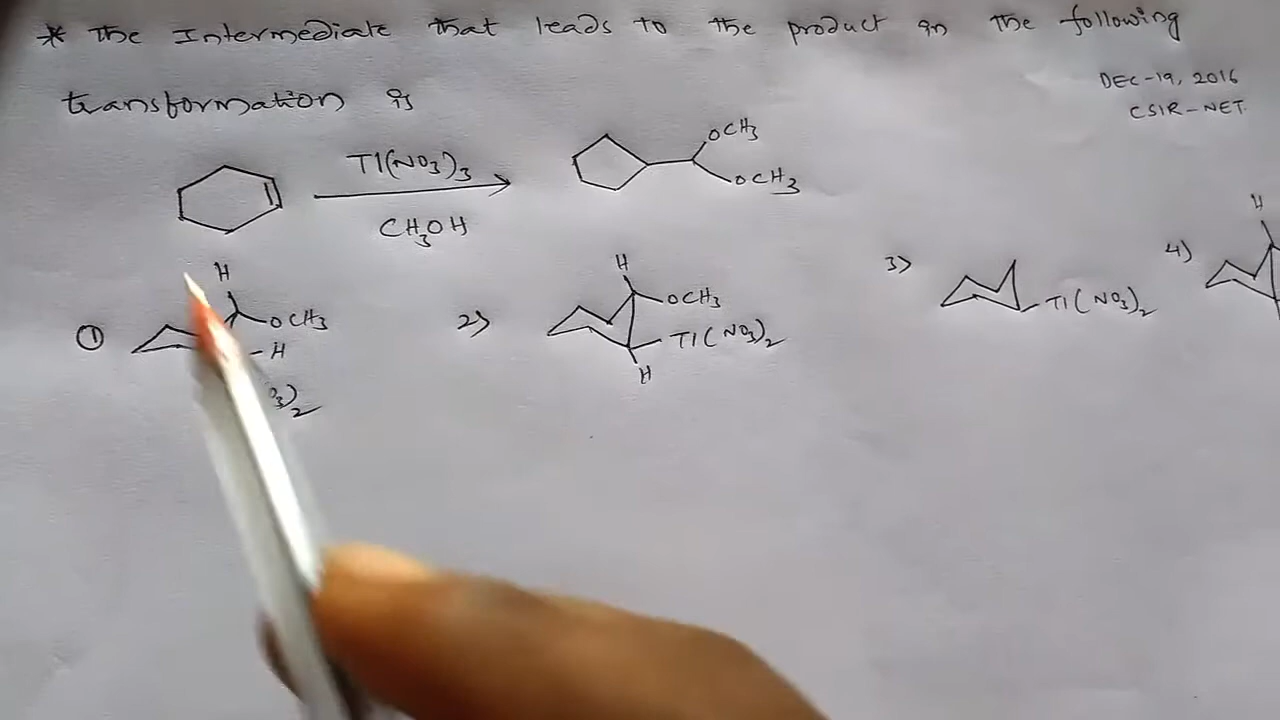 * The Intermediate that leads to the product in the following
DEC-19, 2016
transformation is
CSIR-NET
Tl(NO3)3
CH3OH
OCH3
OCH3
① H OCH3 H )2
2) H OCH3 Tl(NO3)2 H
3) Tl(NO3)2
4) H